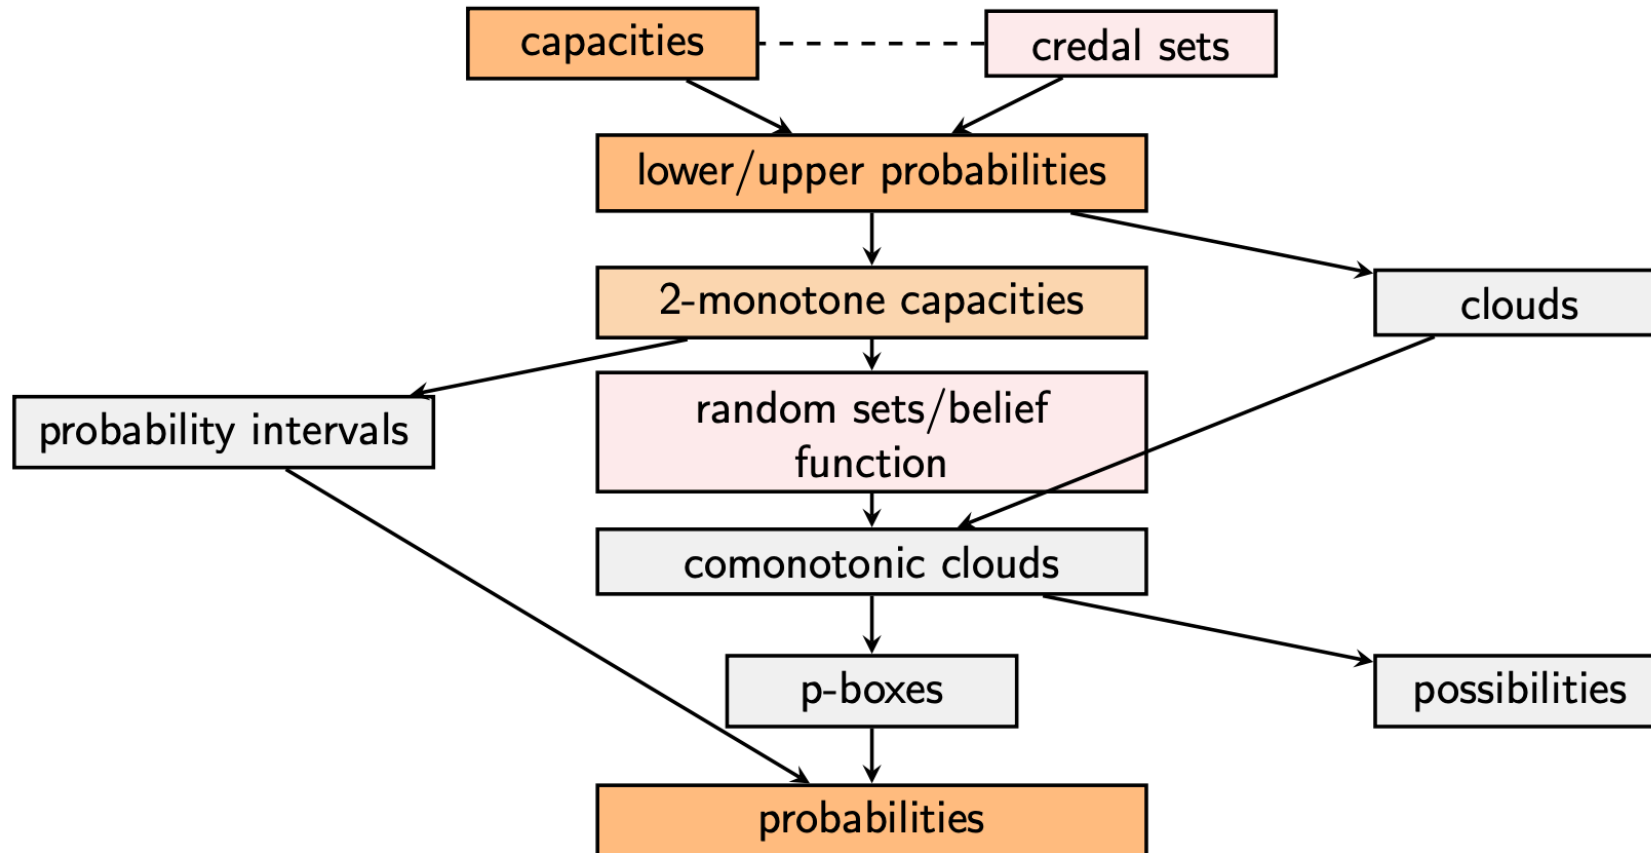 capacities
credal sets
lower/upper probabilities
2-monotone capacities
clouds
probability intervals
random sets/belief
function
comonotonic clouds
p-boxes
possibilities
probabilities